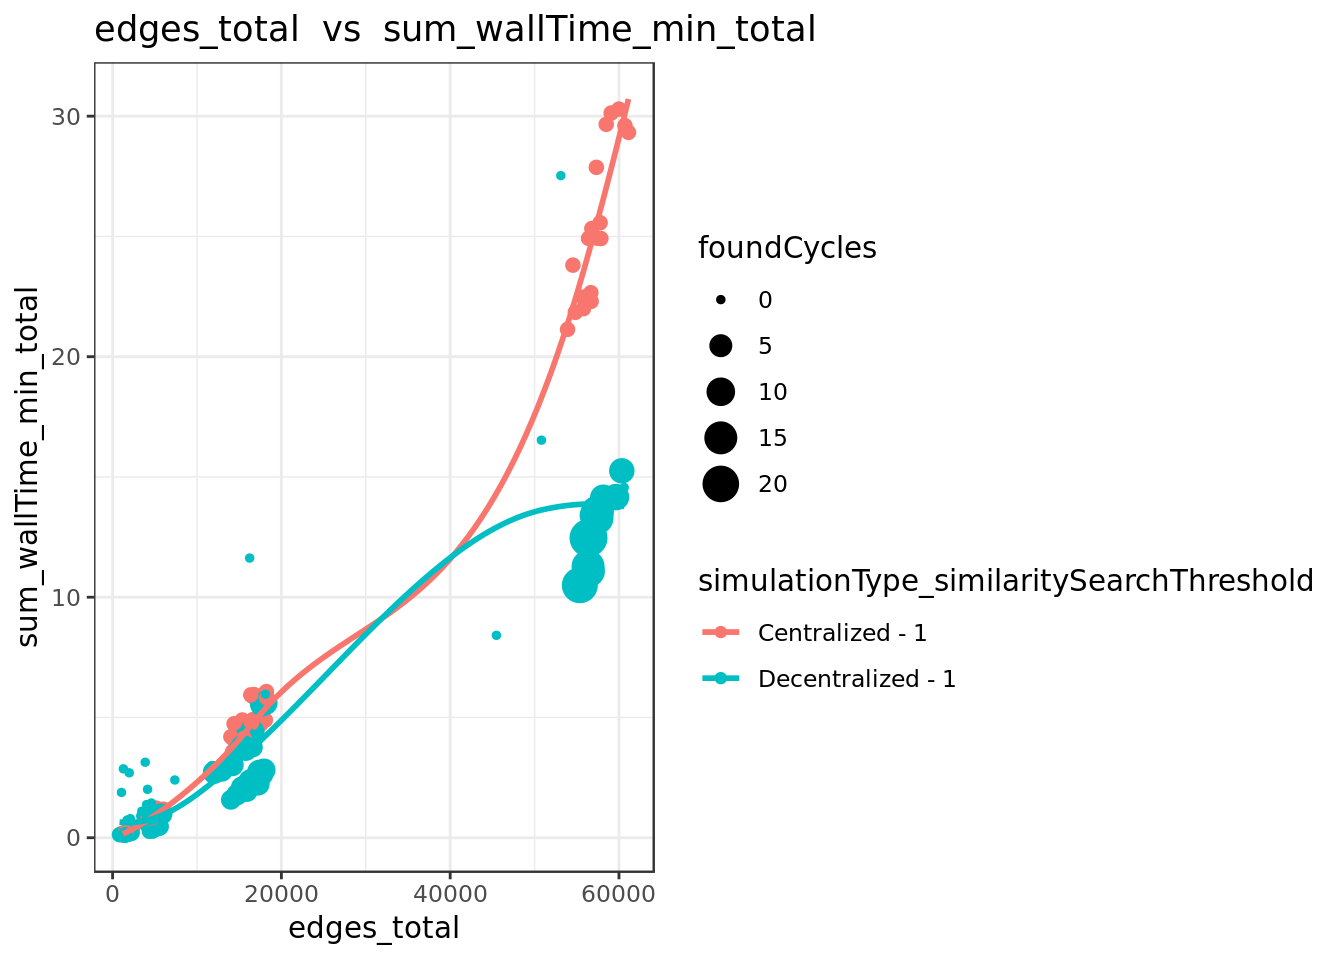 edges_total  vs  sum_wallTime_min_total
sum_wallTime_min_total
30
20
10
0
0
20000
40000
60000
edges_total
foundCycles
0
5
10
15
20
simulationType_similaritySearchThreshold
Centralized - 1
Decentralized - 1